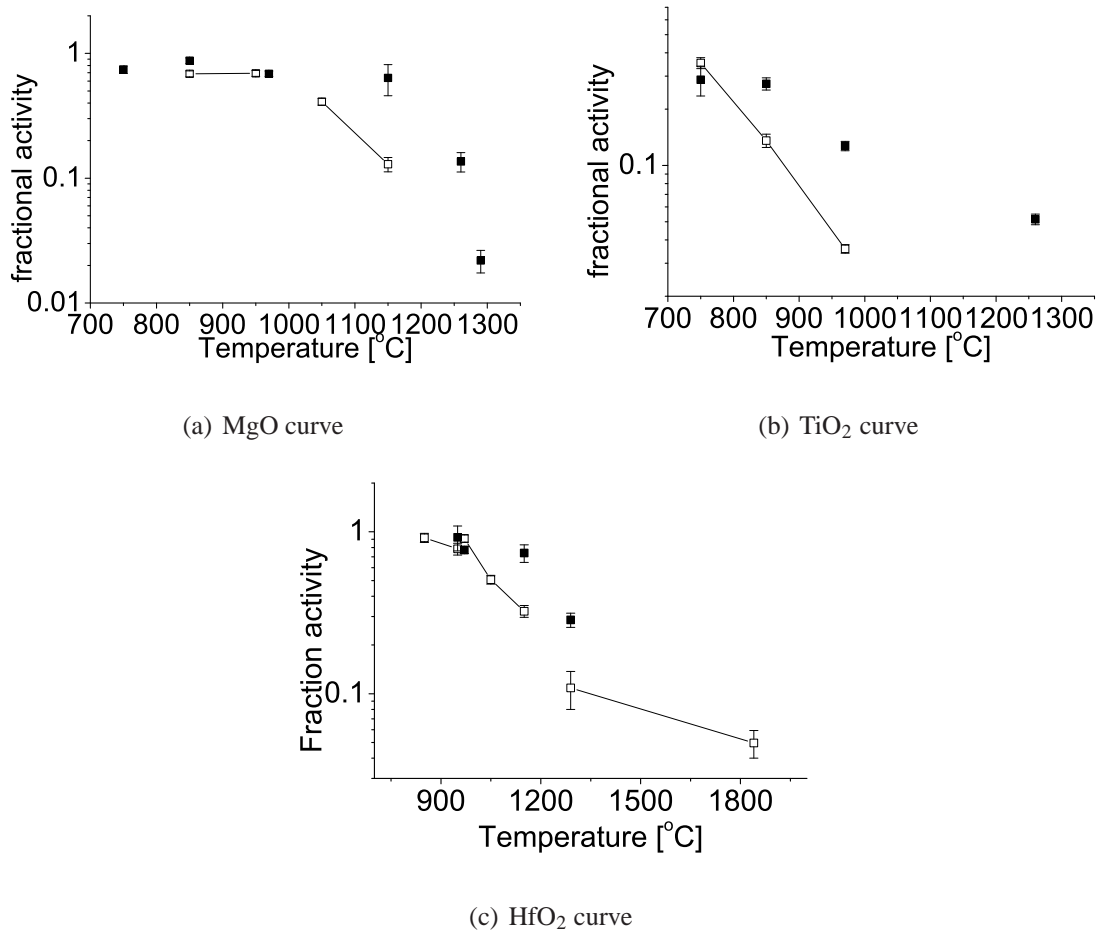 1
0.1
0.01
fractional activity
700 800 900 1000 1100 1200 1300
Temperature [°C]
(a) MgO curve
0.1
fractional activity
700 800 900 1000 1100 1200 1300
Temperature [°C]
(b) TiO₂ curve
1
0.1
Fraction activity
900 1200 1500 1800
Temperature [°C]
(c) HfO₂ curve